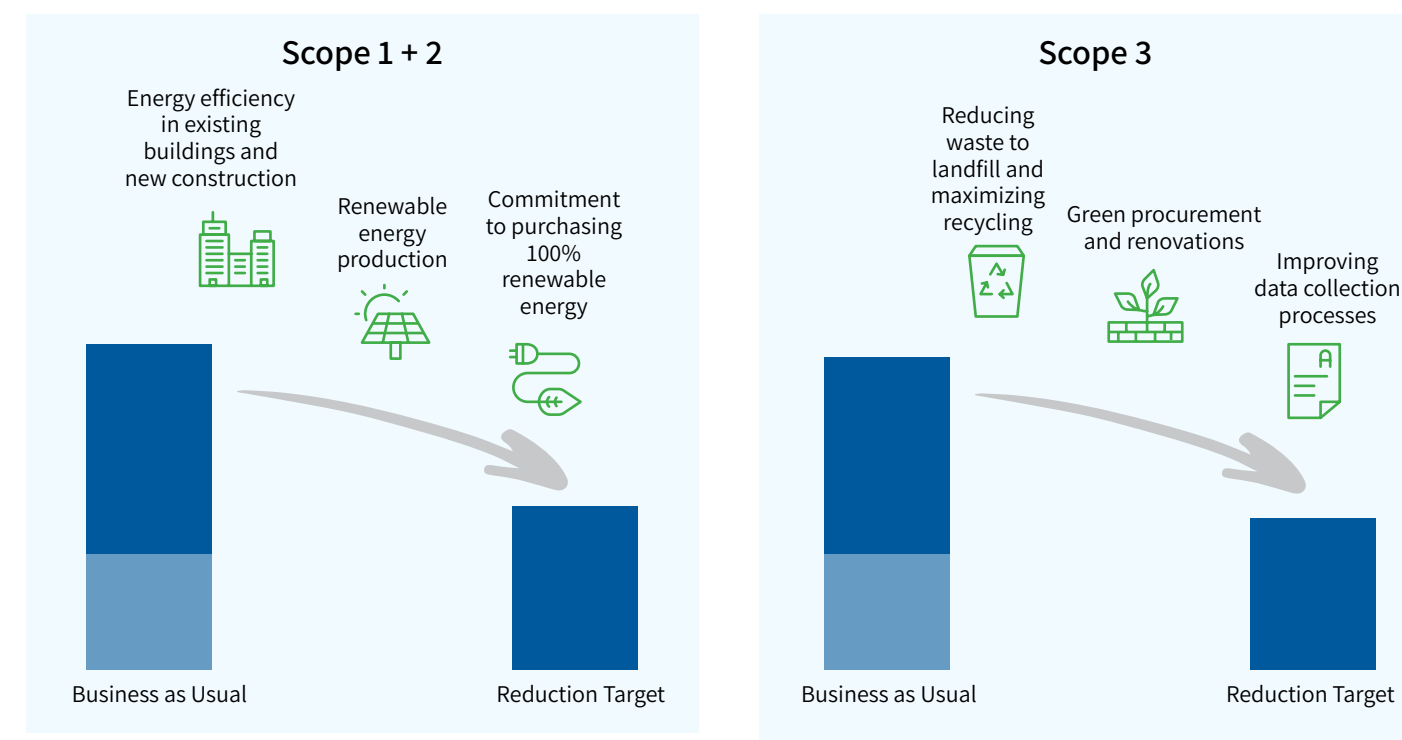 Scope 1 + 2
Energy efficiency
in existing
buildings and
new construction
Renewable
energy
production
Commitment
to purchasing
100%
renewable
energy
Business as Usual
Reduction Target
Scope 3
Reducing
waste to
landfill and
maximizing
recycling
Green procurement
and renovations
Improving
data collection
processes
A
Business as Usual
Reduction Target